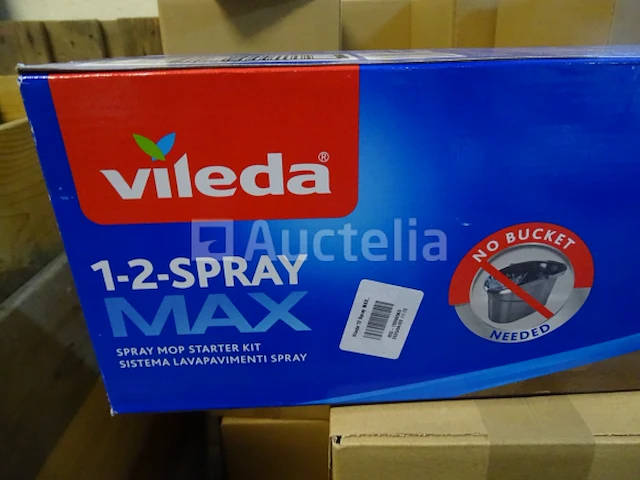 vileda®
Auctelia
1-2-SPRAY
MAX
SPRAY MOP STARTER KIT
SISTEMA LAVAPAVIMENTI SPRAY
NO BUCKET
NEEDED